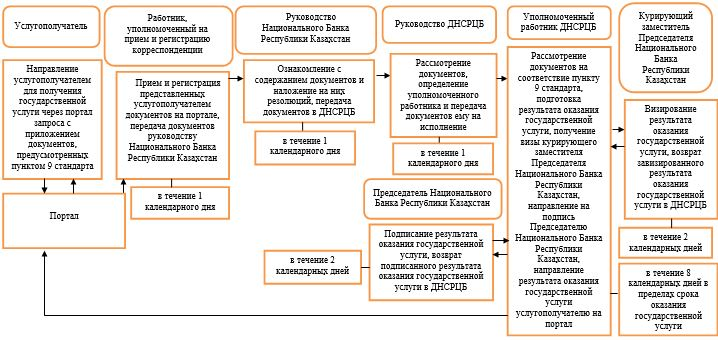 Услугополучатель
Работник,
уполномоченный на
прием и регистрацию
корреспонденции
Руководство
Национального Банка
Республики Казахстан
Руководство ДНСРЦБ
Уполномоченный
работник ДНСРЦБ
Курирующий
заместитель
Председателя
Национального
Банка
Республики
Казахстан
Направление
услугополучателем
для получения
государственной
услуги через портал
запроса с
приложением
документов,
предусмотренных
пунктом 9 стандарта
Прием и регистрация
представленных
услугополучателем
документов на портале,
передача документов
руководству
Национального Банка
Республики Казахстан
в течение 1
календарного дня
Портал
Ознакомление с
содержанием документов и
наложение на них
резолюций, передача
документов в ДНСРЦБ
в течение 1
календарного дня
Рассмотрение
документов,
определение
уполномоченного
работника и передача
документов ему на
исполнение
в течение 1
календарного дня
Председатель Национального
Банка Республики Казахстан
Подписание результата
оказания государственной
услуги, возврат
подписанного результата
оказания государственной
услуги в ДНСРЦБ
в течение 2
календарных дней
Рассмотрение
документов на
соответствие пункту
9 стандарта,
подготовка
результата оказания
государственной
услуги, получение
визы курирующего
заместителя
Председателя
Национального Банка
Республики
Казахстан,
направление на
подпись
Председателю
Национального Банка
Республики
Казахстан,
направление
результата оказания
государственной
услуги
услугополучателю на
портал
Визирование
результата
оказания
государственной
услуги, возврат
завизированного
результата
оказания
государственной
услуги в ДНСРЦБ
в течение 2
календарных дней
в течение 8
календарных дней в
пределах срока
оказания
государственной
услуги